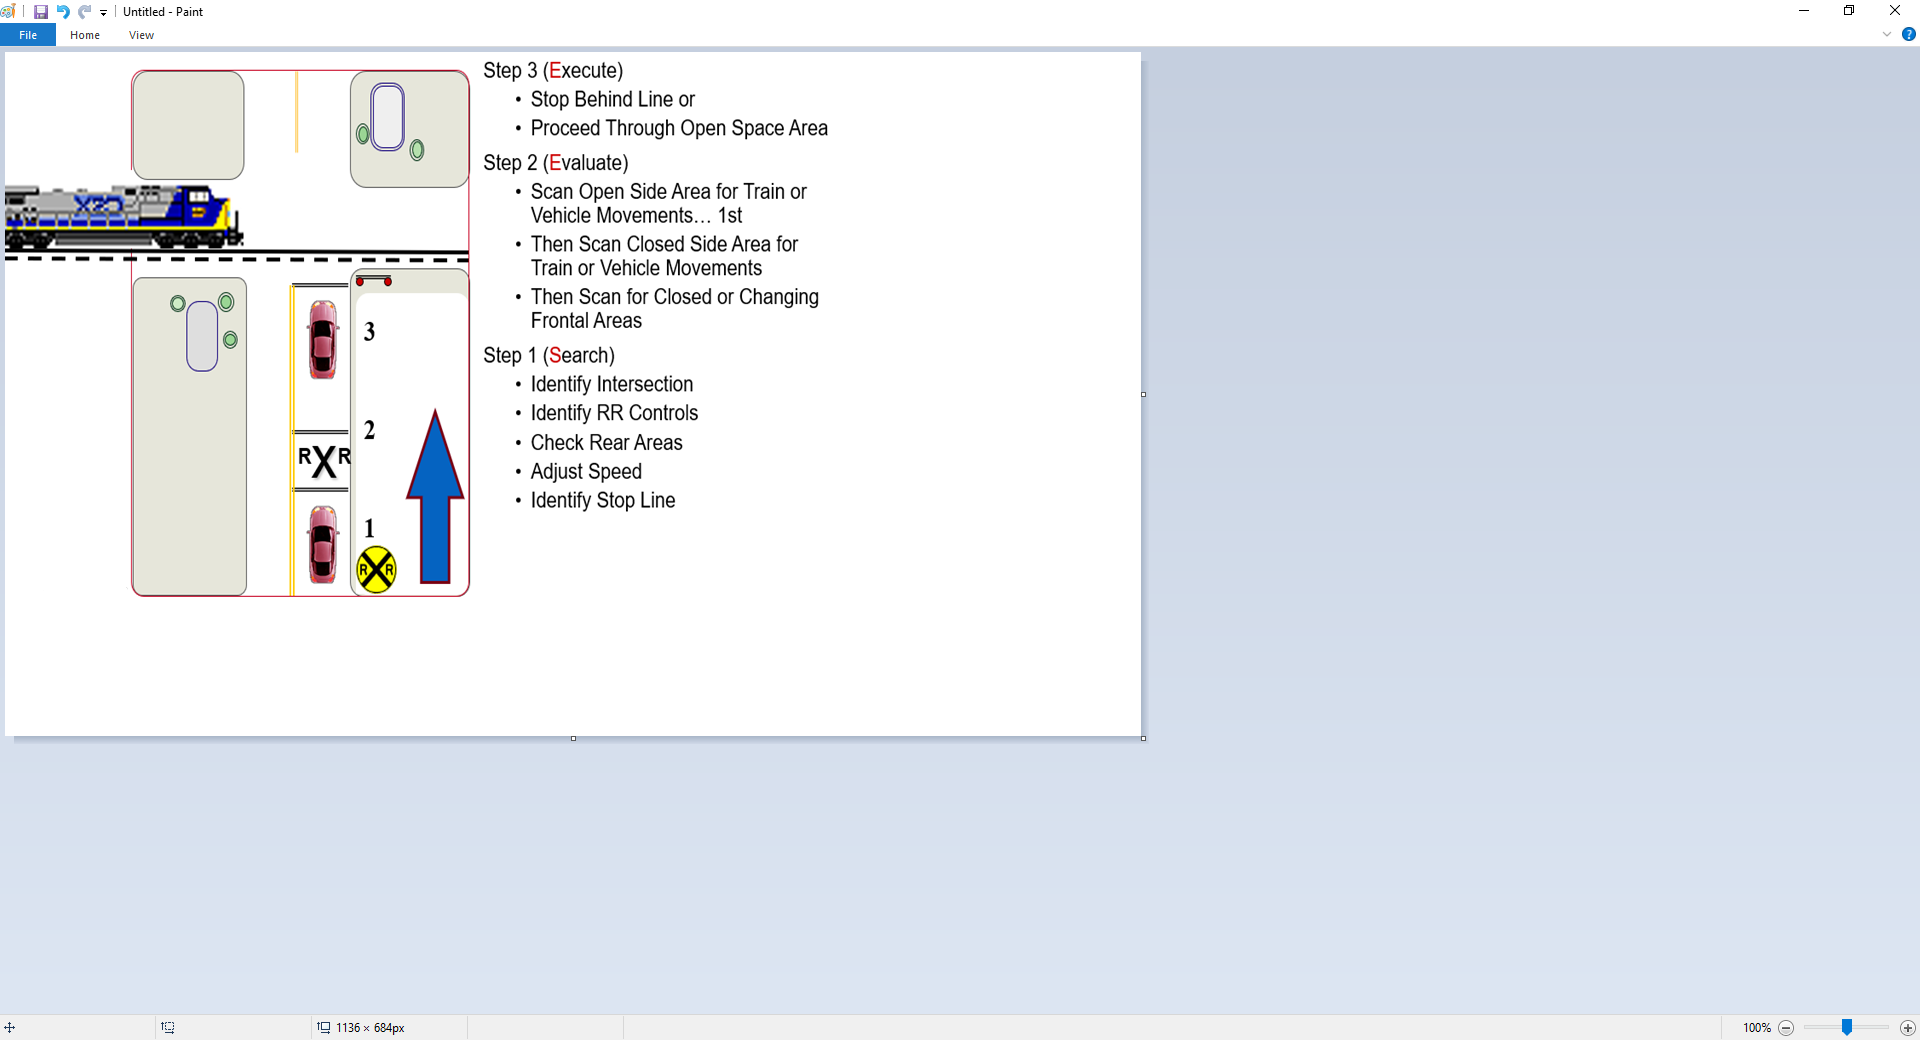 Untitled - Paint
File Home View
Step 3 (Execute)
• Stop Behind Line or
• Proceed Through Open Space Area
Step 2 (Evaluate)
• Scan Open Side Area for Train or
Vehicle Movements… 1st
• Then Scan Closed Side Area for
Train or Vehicle Movements
• Then Scan for Closed or Changing
Frontal Areas
Step 1 (Search)
• Identify Intersection
• Identify RR Controls
• Check Rear Areas
• Adjust Speed
• Identify Stop Line
3
2
R X R
1
R X R
1136 × 684px
100%